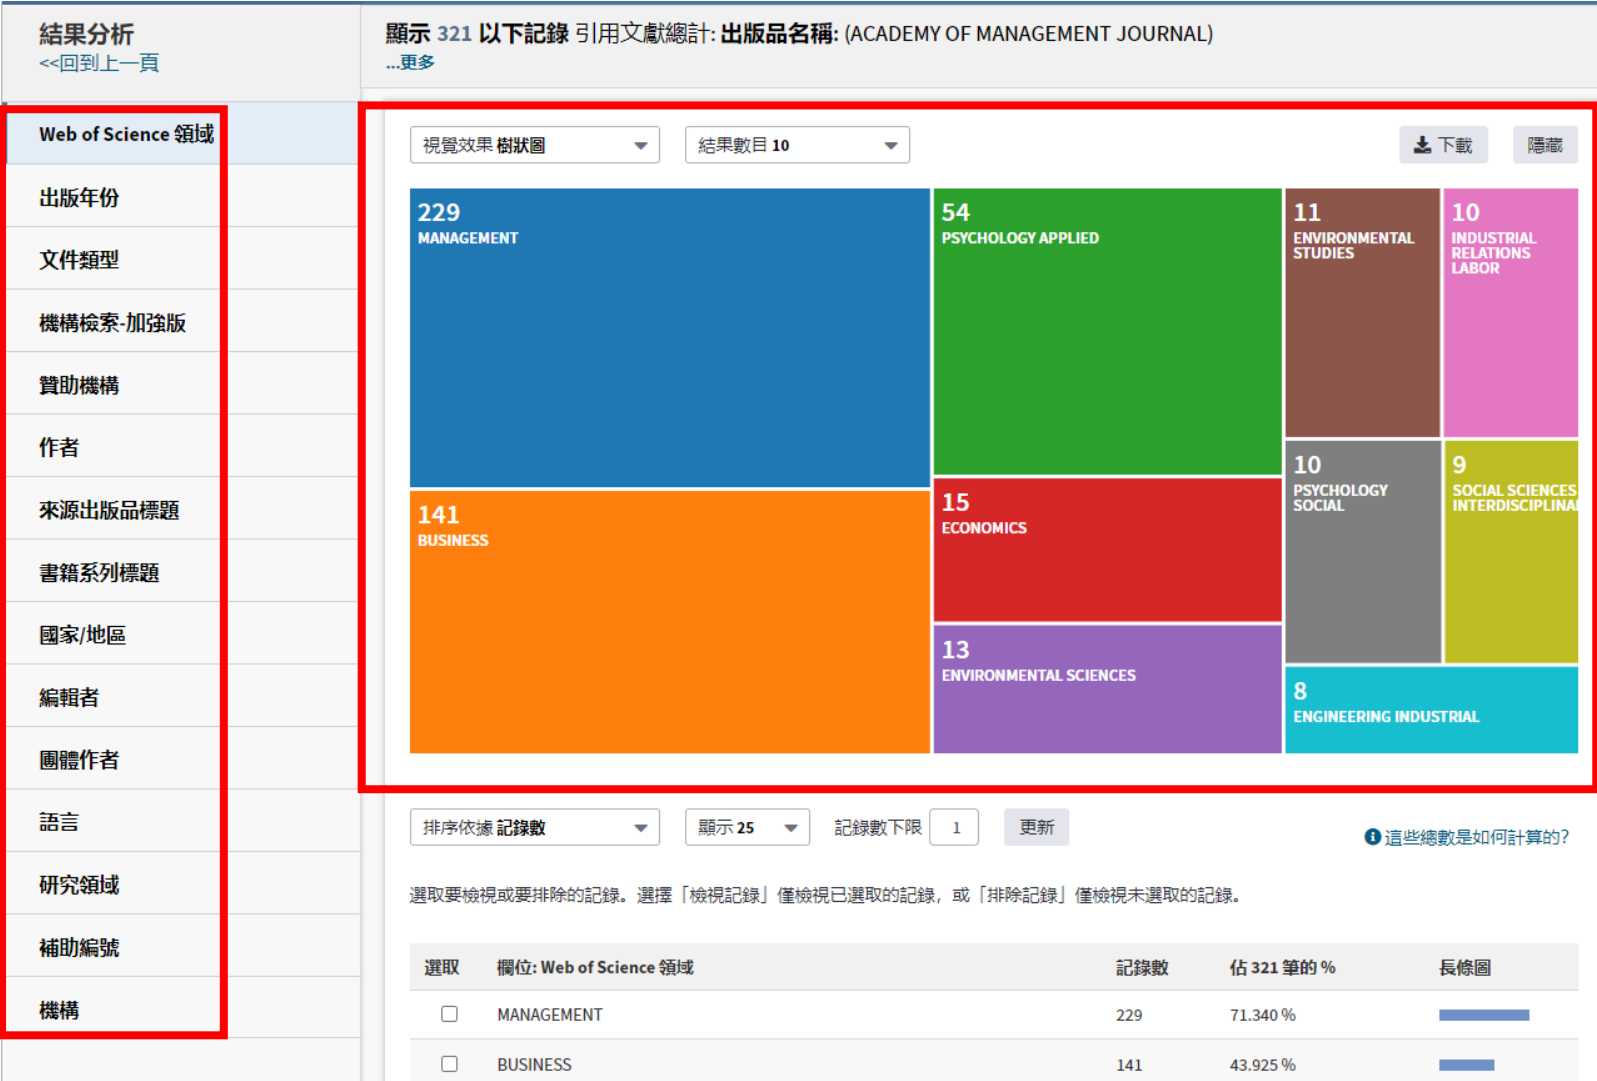 結果分析
<<回到上一頁
顯示 321 以下記錄 引用文獻總計: 出版品名稱: (ACADEMY OF MANAGEMENT JOURNAL)
...更多
Web of Science 領域
出版年份
文件類型
機構檢索-加強版
贊助機構
作者
來源出版品標題
書籍系列標題
國家/地區
編輯者
團體作者
語言
研究領域
補助編號
機構
視覺效果 樹狀圖
結果數目 10
下載
隱藏
229
MANAGEMENT
141
BUSINESS
54
PSYCHOLOGY APPLIED
15
ECONOMICS
13
ENVIRONMENTAL SCIENCES
11
ENVIRONMENTAL
STUDIES
10
INDUSTRIAL
RELATIONS
LABOR
10
PSYCHOLOGY
SOCIAL
9
SOCIAL SCIENCES
INTERDISCIPLINA
8
ENGINEERING INDUSTRIAL
排序依據 記錄數
顯示 25
記錄數下限 1
更新
這些總數是如何計算的?
選取要檢視或要排除的記錄。選擇「檢視記錄」僅檢視已選取的記錄，或「排除記錄」僅檢視未選取的記錄。
選取 欄位: Web of Science 領域 記錄數 佔 321 筆的 % 長條圖
MANAGEMENT 229 71.340 %
BUSINESS 141 43.925 %